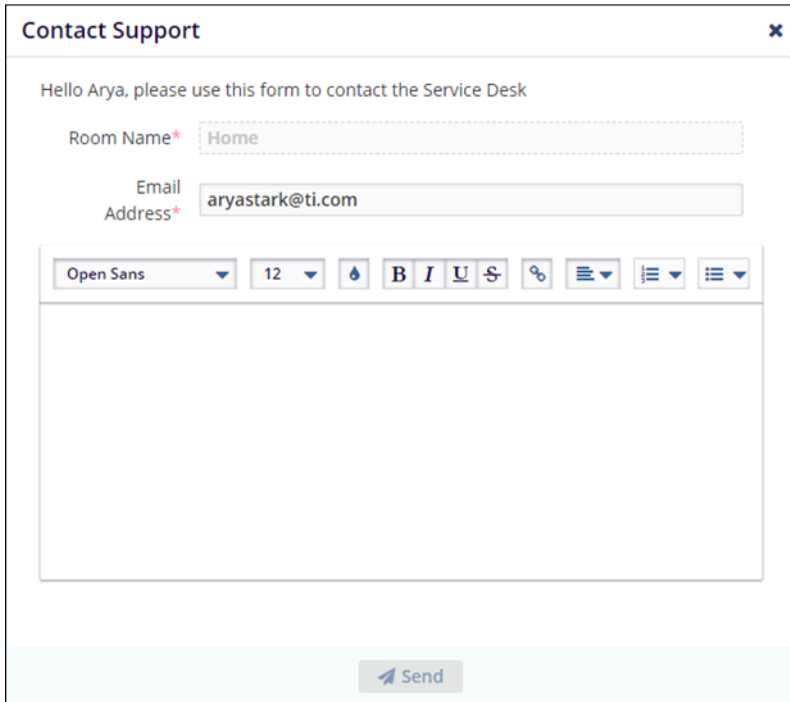 Contact Support
Hello Arya, please use this form to contact the Service Desk
Room Name* Home
Email
Address* aryastark@ti.com
Open Sans 12 B I U S
Send